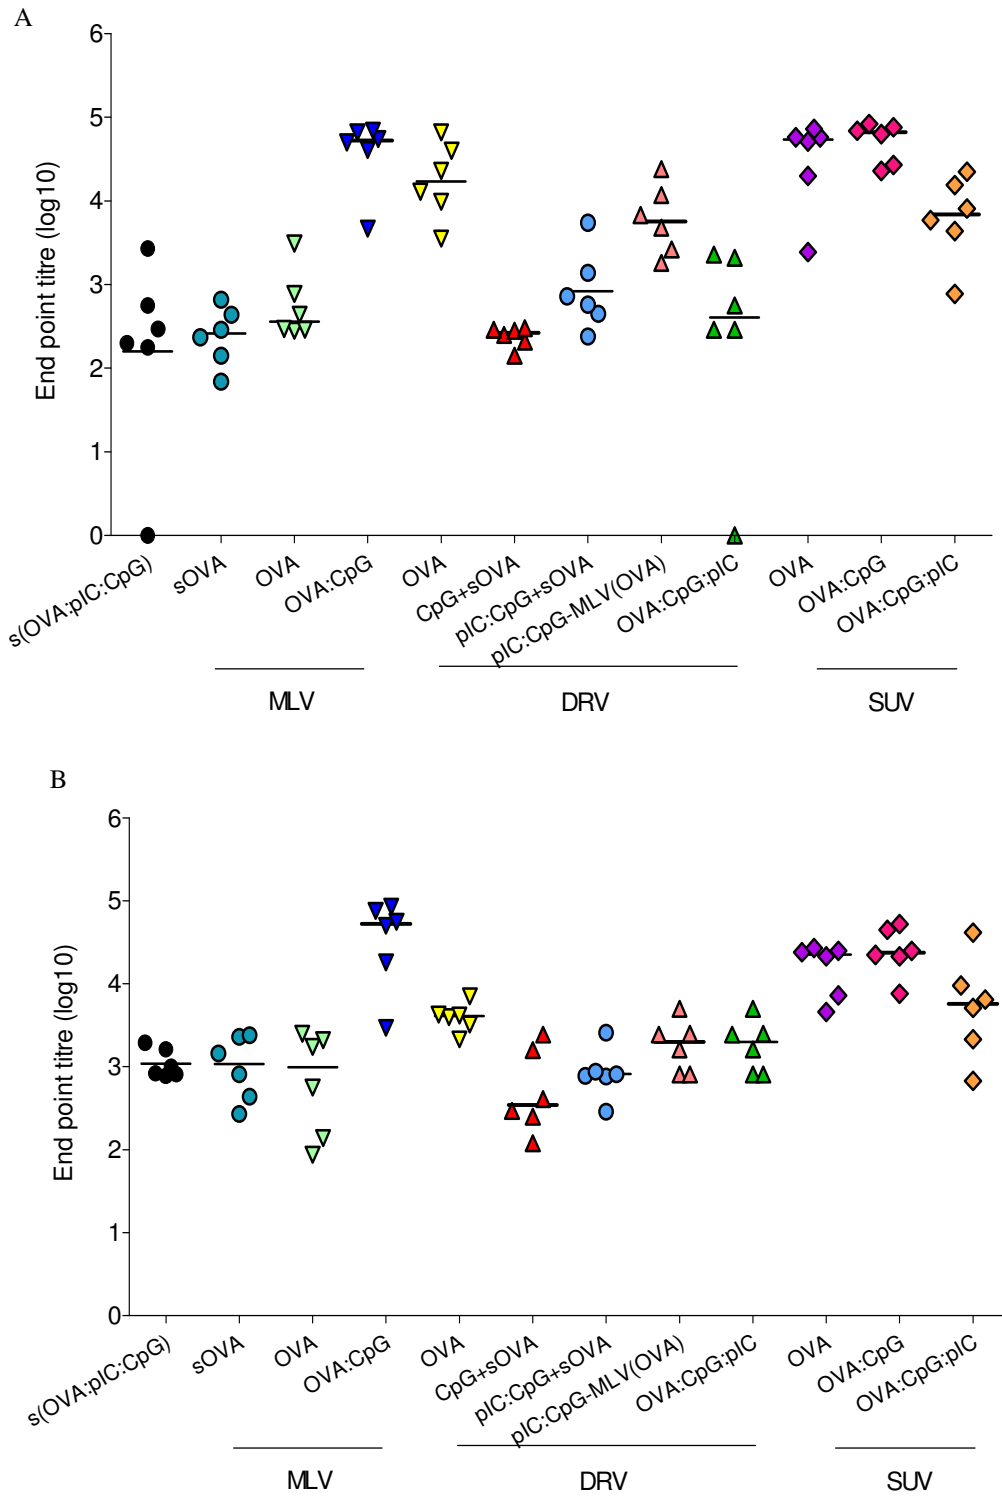 A
6
5
4
3
2
1
0
End point titre (log10)
s(OVA:pIC:CpG)
sOVA
OVA
OVA:CpG
OVA
CpG+sOVA
pIC:CpG+sOVA
pIC:CpG-MLV(OVA)
OVA:CpG:pIC
OVA
OVA:CpG
OVA:CpG:pIC
MLV
DRV
SUV
B
6
5
4
3
2
1
0
End point titre (log10)
s(OVA:pIC:CpG)
sOVA
OVA
OVA:CpG
OVA
CpG+sOVA
pIC:CpG+sOVA
pIC:CpG-MLV(OVA)
OVA:CpG:pIC
OVA
OVA:CpG
OVA:CpG:pIC
MLV
DRV
SUV